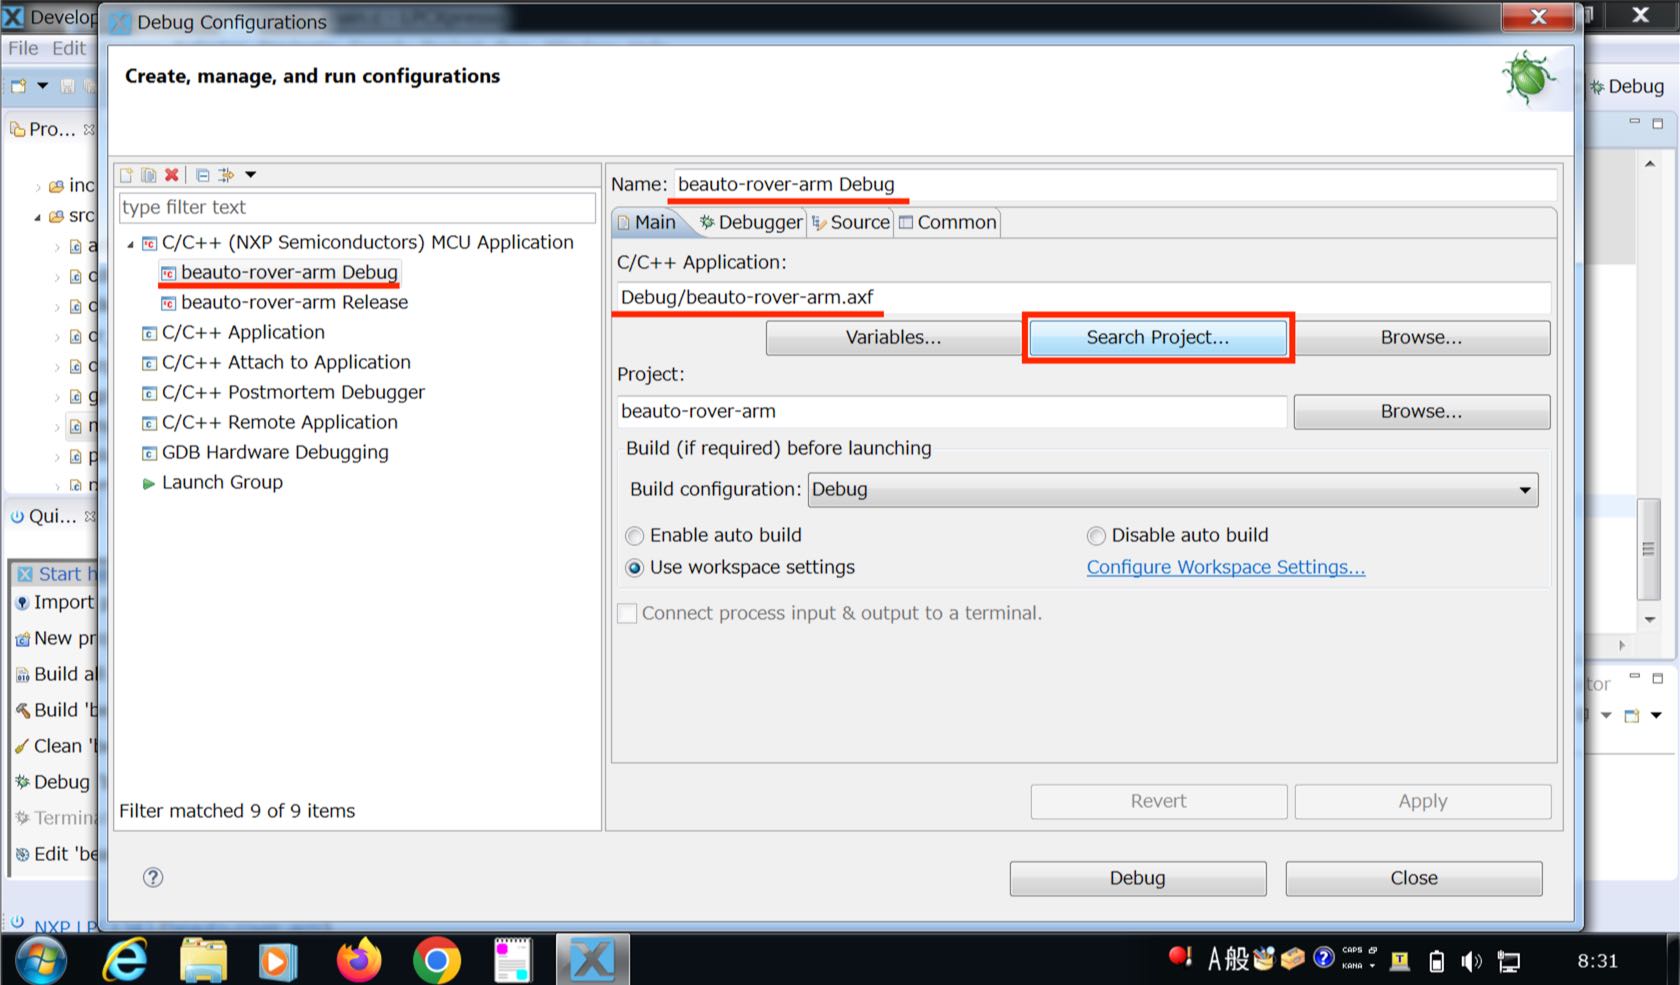 Develop
Debug Configurations
File Edit
Create, manage, and run configurations
Debug
Pro...
inc
src
type filter text
C/C++ (NXP Semiconductors) MCU Application
beauto-rover-arm Debug
beauto-rover-arm Release
C/C++ Application
C/C++ Attach to Application
C/C++ Postmortem Debugger
C/C++ Remote Application
GDB Hardware Debugging
Launch Group
Filter matched 9 of 9 items
Name: beauto-rover-arm Debug
Main Debugger Source Common
C/C++ Application:
Debug/beauto-rover-arm.axf
Variables... Search Project... Browse...
Project:
beauto-rover-arm Browse...
Build (if required) before launching
Build configuration: Debug
Enable auto build Disable auto build
Use workspace settings Configure Workspace Settings...
Connect process input & output to a terminal.
Revert Apply
Debug Close
Qui...
Start h
Import
New pr
Build al
Build 'b
Clean 'b
Debug
Termina
Edit 'be
NXP LP
tor
A般 CAPS
KANA
8:31